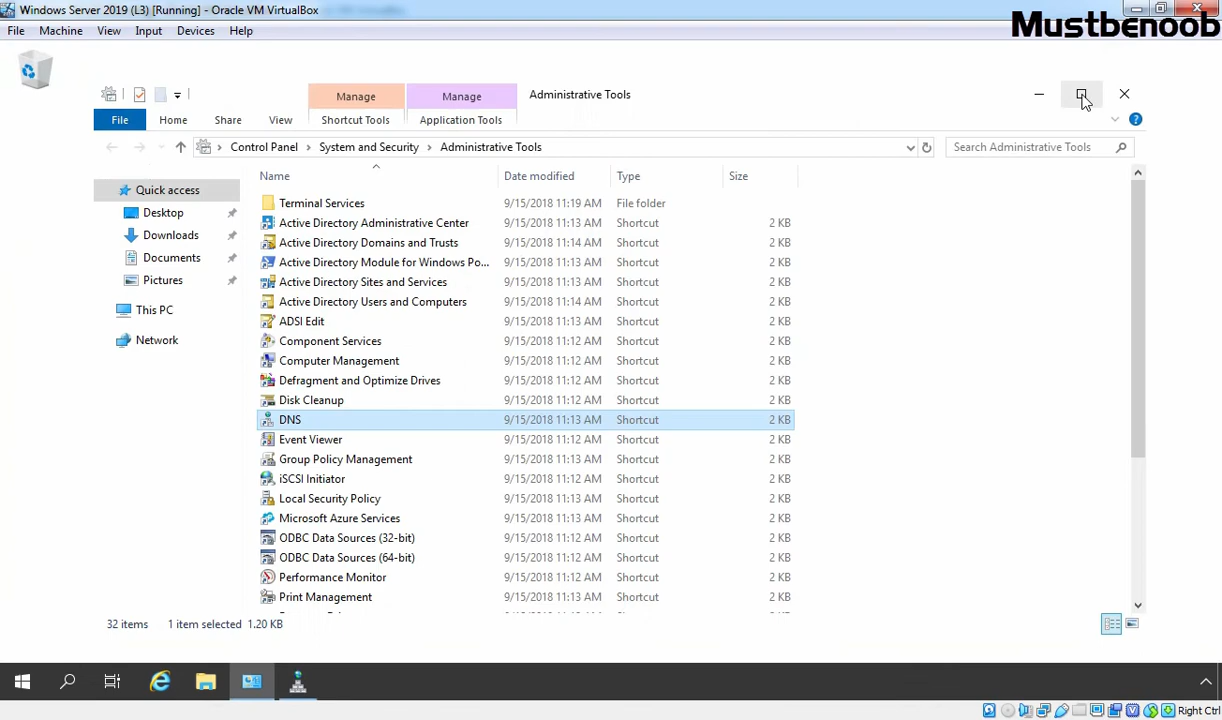 Windows Server 2019 (L3) [Running] - Oracle VM VirtualBox
Mustbenoob
File Machine View Input Devices Help
Manage Manage Administrative Tools
File Home Share View Shortcut Tools Application Tools
Control Panel System and Security Administrative Tools Search Administrative Tools
Name Date modified Type Size
Quick access
Desktop
Downloads
Documents
Pictures
This PC
Network
Terminal Services 9/15/2018 11:19 AM File folder
Active Directory Administrative Center 9/15/2018 11:13 AM Shortcut 2 KB
Active Directory Domains and Trusts 9/15/2018 11:14 AM Shortcut 2 KB
Active Directory Module for Windows Po... 9/15/2018 11:13 AM Shortcut 2 KB
Active Directory Sites and Services 9/15/2018 11:13 AM Shortcut 2 KB
Active Directory Users and Computers 9/15/2018 11:14 AM Shortcut 2 KB
ADSI Edit 9/15/2018 11:13 AM Shortcut 2 KB
Component Services 9/15/2018 11:12 AM Shortcut 2 KB
Computer Management 9/15/2018 11:12 AM Shortcut 2 KB
Defragment and Optimize Drives 9/15/2018 11:12 AM Shortcut 2 KB
Disk Cleanup 9/15/2018 11:12 AM Shortcut 2 KB
DNS 9/15/2018 11:13 AM Shortcut 2 KB
Event Viewer 9/15/2018 11:12 AM Shortcut 2 KB
Group Policy Management 9/15/2018 11:13 AM Shortcut 2 KB
iSCSI Initiator 9/15/2018 11:12 AM Shortcut 2 KB
Local Security Policy 9/15/2018 11:13 AM Shortcut 2 KB
Microsoft Azure Services 9/15/2018 11:13 AM Shortcut 2 KB
ODBC Data Sources (32-bit) 9/15/2018 11:12 AM Shortcut 2 KB
ODBC Data Sources (64-bit) 9/15/2018 11:12 AM Shortcut 2 KB
Performance Monitor 9/15/2018 11:12 AM Shortcut 2 KB
Print Management 9/15/2018 11:12 AM Shortcut 2 KB
32 items 1 item selected 1.20 KB
Right Ctrl